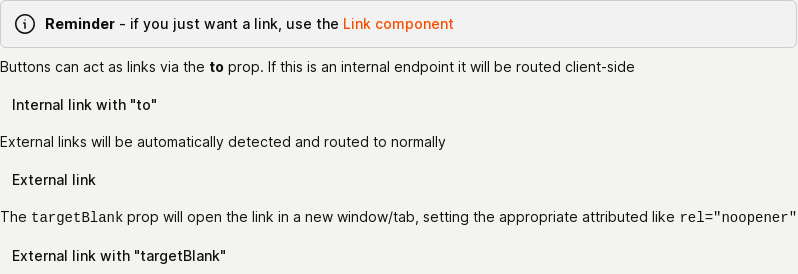 Reminder - if you just want a link, use the Link component
Buttons can act as links via the to prop. If this is an internal endpoint it will be routed client-side
Internal link with "to"
External links will be automatically detected and routed to normally
External link
The targetBlank prop will open the link in a new window/tab, setting the appropriate attributed like rel="noopener"
External link with "targetBlank"